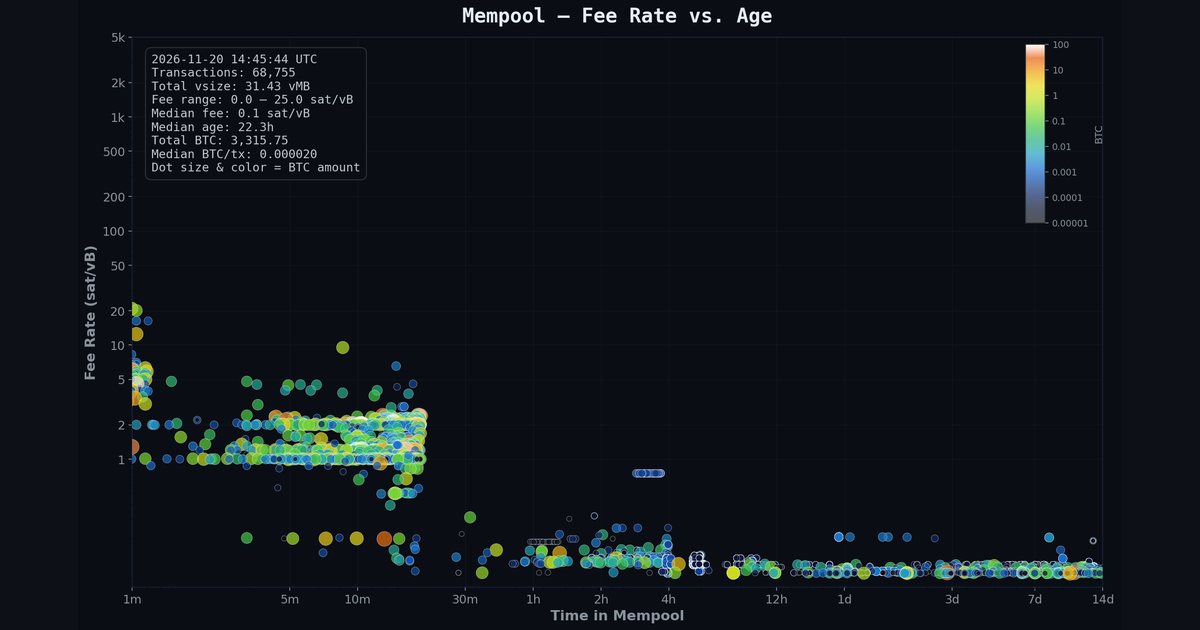 Mempool — Fee Rate vs. Age
5k
2k
1k
500
200
100
50
20
10
5
2
1
Fee Rate (sat/vB)
2026-11-20 14:45:44 UTC
Transactions: 68,755
Total vsize: 31.43 vMB
Fee range: 0.0 — 25.0 sat/vB
Median fee: 0.1 sat/vB
Median age: 22.3h
Total BTC: 3,315.75
Median BTC/tx: 0.000020
Dot size & color = BTC amount
100
10
1
0.1
0.01
0.001
0.0001
0.00001
BTC
1m
5m
10m
30m
1h
2h
4h
12h
1d
3d
7d
14d
Time in Mempool